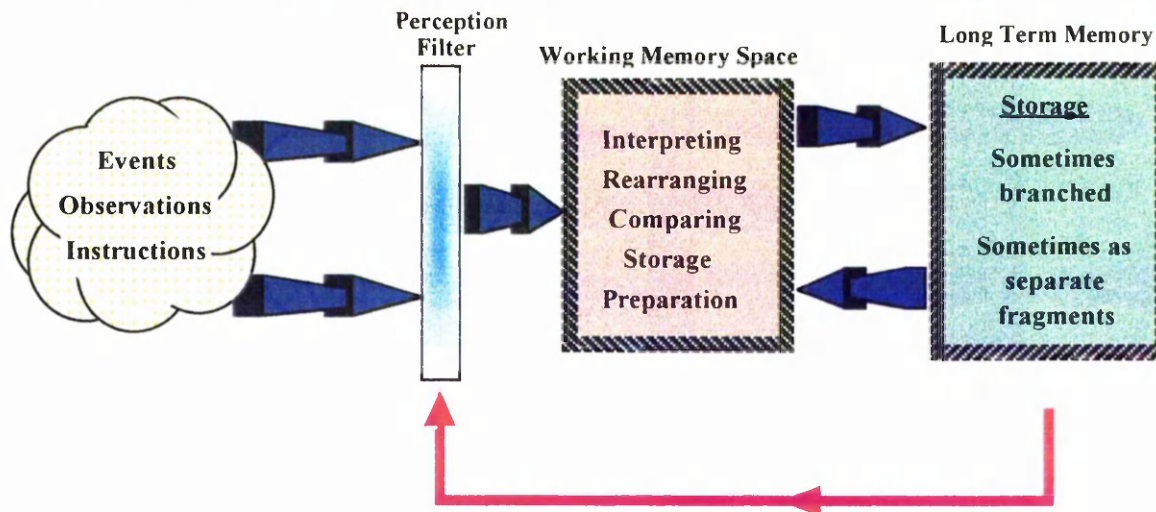 Perception
Filter
Working Memory Space
Long Term Memory
Events
Observations
Instructions
Interpreting
Rearranging
Comparing
Storage
Preparation
Storage
Sometimes
branched
Sometimes as
separate
fragments